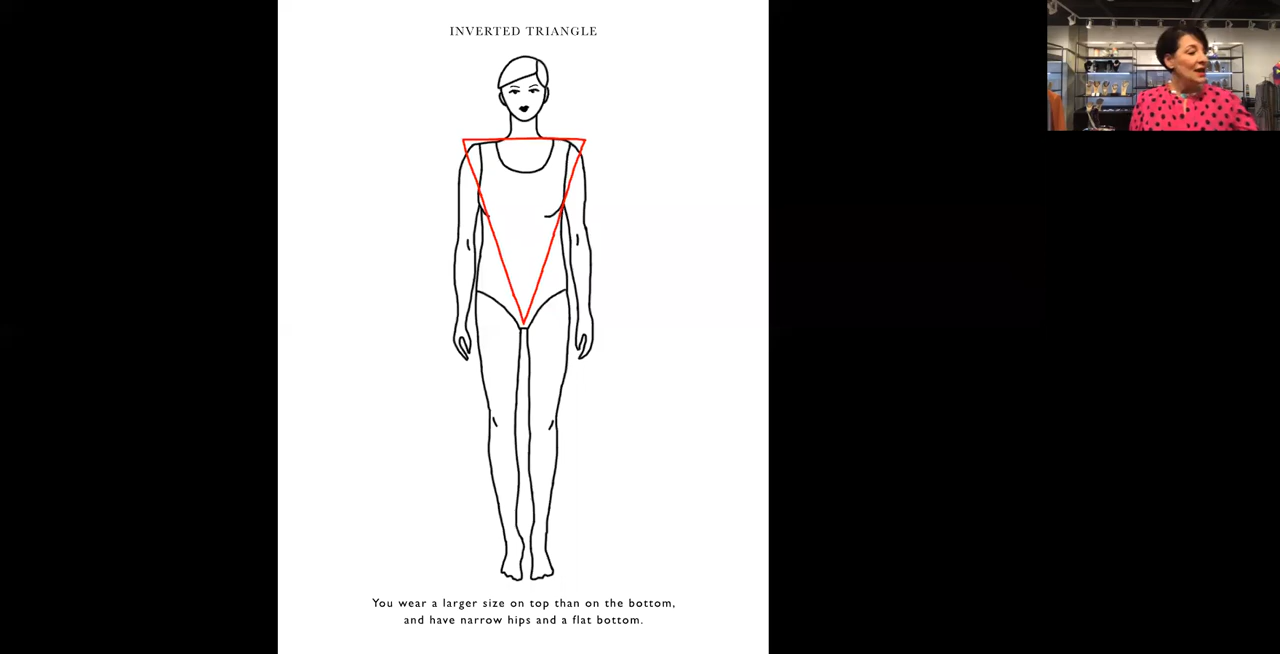 INVERTED TRIANGLE
You wear a larger size on top than on the bottom,
and have narrow hips and a flat bottom.